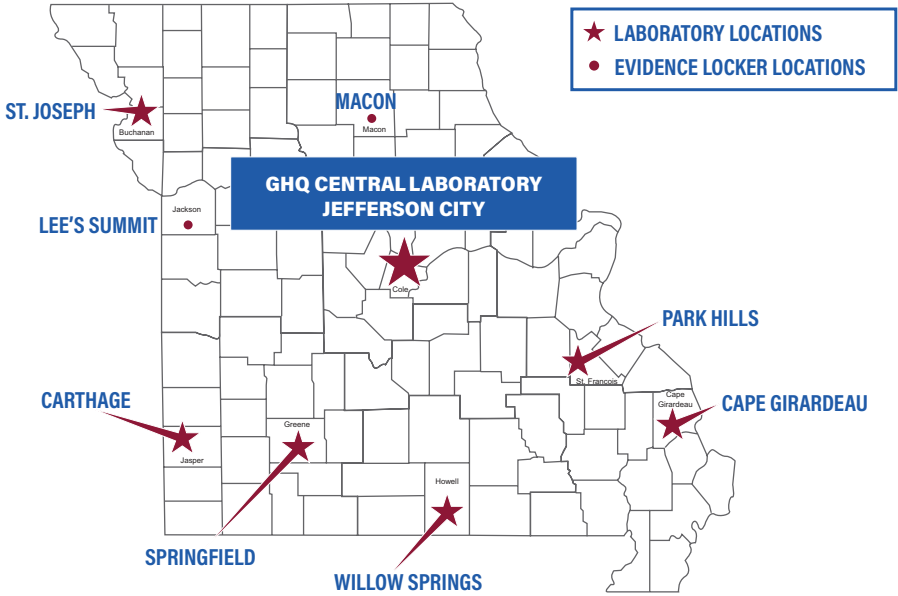 LABORATORY LOCATIONS
EVIDENCE LOCKER LOCATIONS
ST. JOSEPH
Buchanan
MACON
Macon
GHQ CENTRAL LABORATORY
JEFFERSON CITY
Jackson
LEE'S SUMMIT
Cole
PARK HILLS
St. Francois
CARTHAGE
Jasper
Greene
Cape
Girardeau
CAPE GIRARDEAU
Howell
SPRINGFIELD
WILLOW SPRINGS